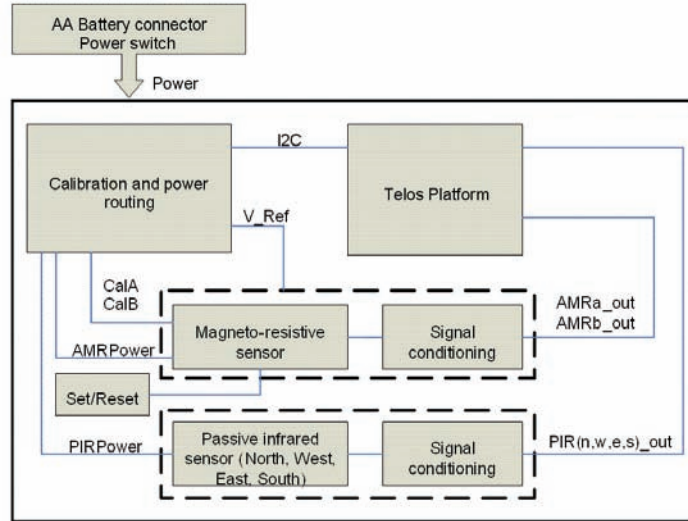 AA Battery connector
Power switch
Power
Calibration and power
routing
I2C
Telos Platform
V_Ref
CalA
CalB
AMRPower
Magneto-resistive
sensor
Signal
conditioning
AMRa_out
AMRb_out
Set/Reset
PIRPower
Passive infrared
sensor (North, West,
East, South)
Signal
conditioning
PIR(n,w,e,s)_out